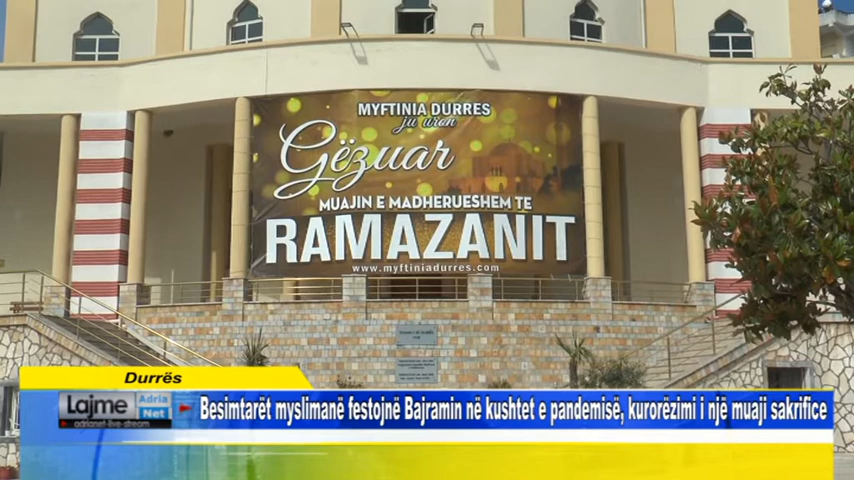 MYFTINIA DURRES
ju uron
Gëzuar
MUAJIN E MADHERUESHEM TE
RAMAZANIT
www.myftiniadurres.com
Durrës
Lajme Adria Net
adrianet-live-stream
Besimtarët myslimanë festojnë Bajramin në kushtet e pandemisë, kurorëzimi i një muaji sakrifice